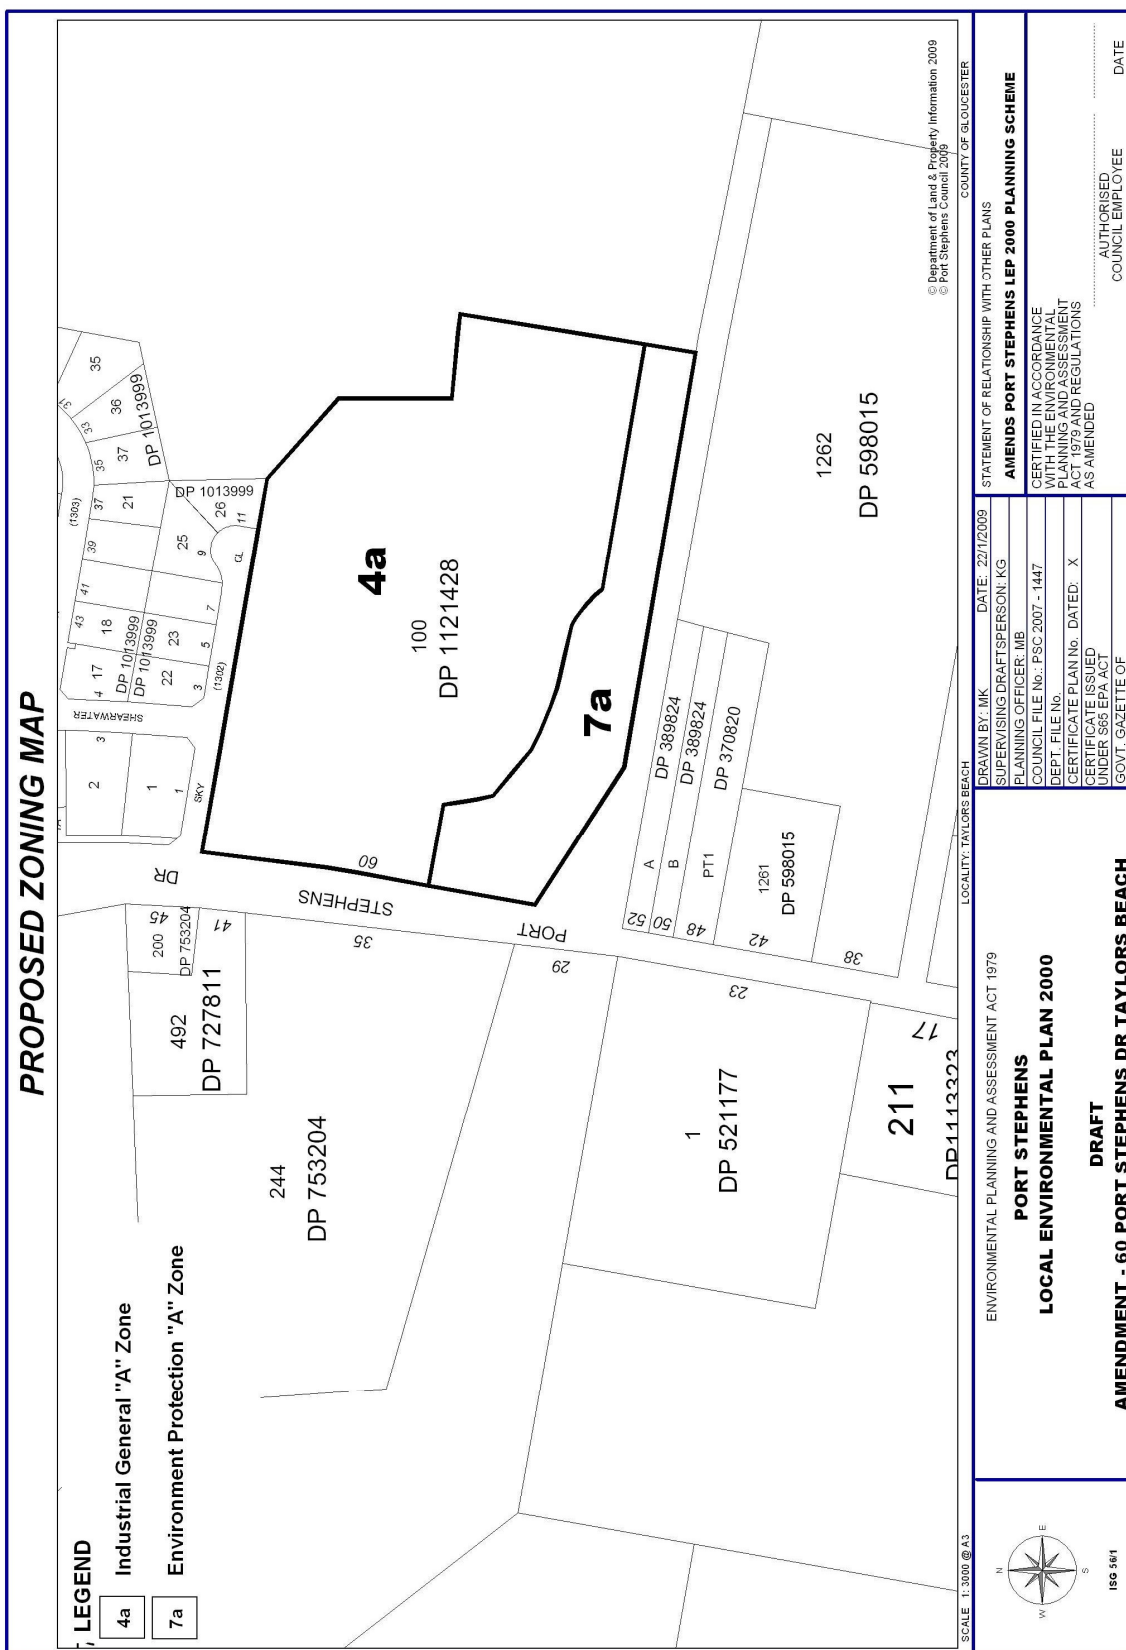 PROPOSED ZONING MAP
LEGEND
4a
Industrial General "A" Zone
7a
Environment Protection "A" Zone
244
DP 753204
492
DP 727811
200
DP 753204
45
41
35
29
23
17
1
DP 521177
211
DP1113323
DR
STEPHENS
PORT
60
SHEARWATER
SKY
CL
2
3
1
1
4
17
43
18
41
39
DP 1013999
DP 1013999
22
23
3
5
7
(1302)
(1303)
25
9
26
11
DP 1013999
21
37
37
35
36
33
35
31
DP 1013999
4a
100
DP 1121428
7a
52
A
DP 389824
50
B
DP 389824
48
PT1
DP 370820
42
1261
DP 598015
38
1262
DP 598015
© Department of Land & Property Information 2009
© Port Stephens Council 2009
SCALE 1: 3000 @ A3
LOCALITY: TAYLORS BEACH
COUNTY OF GLOUCESTER
N
W
E
S
ISG 56/1
ENVIRONMENTAL PLANNING AND ASSESSMENT ACT 1979
PORT STEPHENS
LOCAL ENVIRONMENTAL PLAN 2000
DRAFT
AMENDMENT - 60 PORT STEPHENS DR TAYLORS BEACH
DRAWN BY: MK DATE: 22/1/2009
SUPERVISING DRAFTSPERSON: KG
PLANNING OFFICER: MB
COUNCIL FILE No.: PSC 2007 - 1447
DEPT. FILE No.
CERTIFICATE PLAN No. DATED: X
CERTIFICATE ISSUED
UNDER S65 EPA ACT
GOVT. GAZETTE OF
STATEMENT OF RELATIONSHIP WITH OTHER PLANS
AMENDS PORT STEPHENS LEP 2000 PLANNING SCHEME
CERTIFIED IN ACCORDANCE
WITH THE ENVIRONMENTAL
PLANNING AND ASSESSMENT
ACT 1979 AND REGULATIONS
AS AMENDED
AUTHORISED
COUNCIL EMPLOYEE
DATE